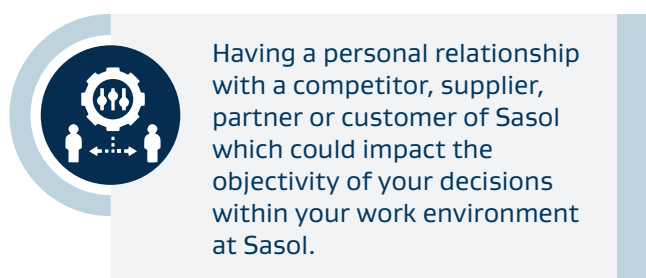 Having a personal relationship
with a competitor, supplier,
partner or customer of Sasol
which could impact the
objectivity of your decisions
within your work environment
at Sasol.